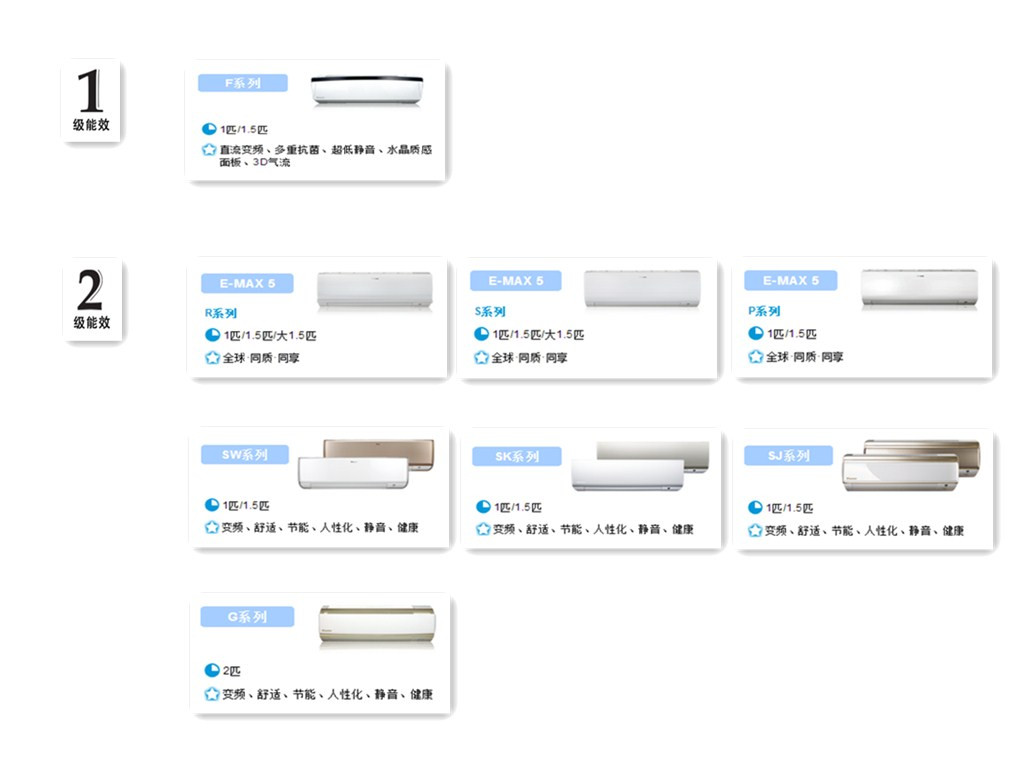 1
级能效
F系列
1匹/1.5匹
直流变频、多重抗菌、超低静音、水晶质感
面板、3D气流
2
级能效
E-MAX 5
R系列
1匹/1.5匹/大1.5匹
全球·同质·同享
E-MAX 5
S系列
1匹/1.5匹/大1.5匹
全球·同质·同享
E-MAX 5
P系列
1匹/1.5匹
全球·同质·同享
SW系列
1匹/1.5匹
变频、舒适、节能、人性化、静音、健康
SK系列
1匹/1.5匹
变频、舒适、节能、人性化、静音、健康
SJ系列
1匹/1.5匹
变频、舒适、节能、人性化、静音、健康
G系列
2匹
变频、舒适、节能、人性化、静音、健康